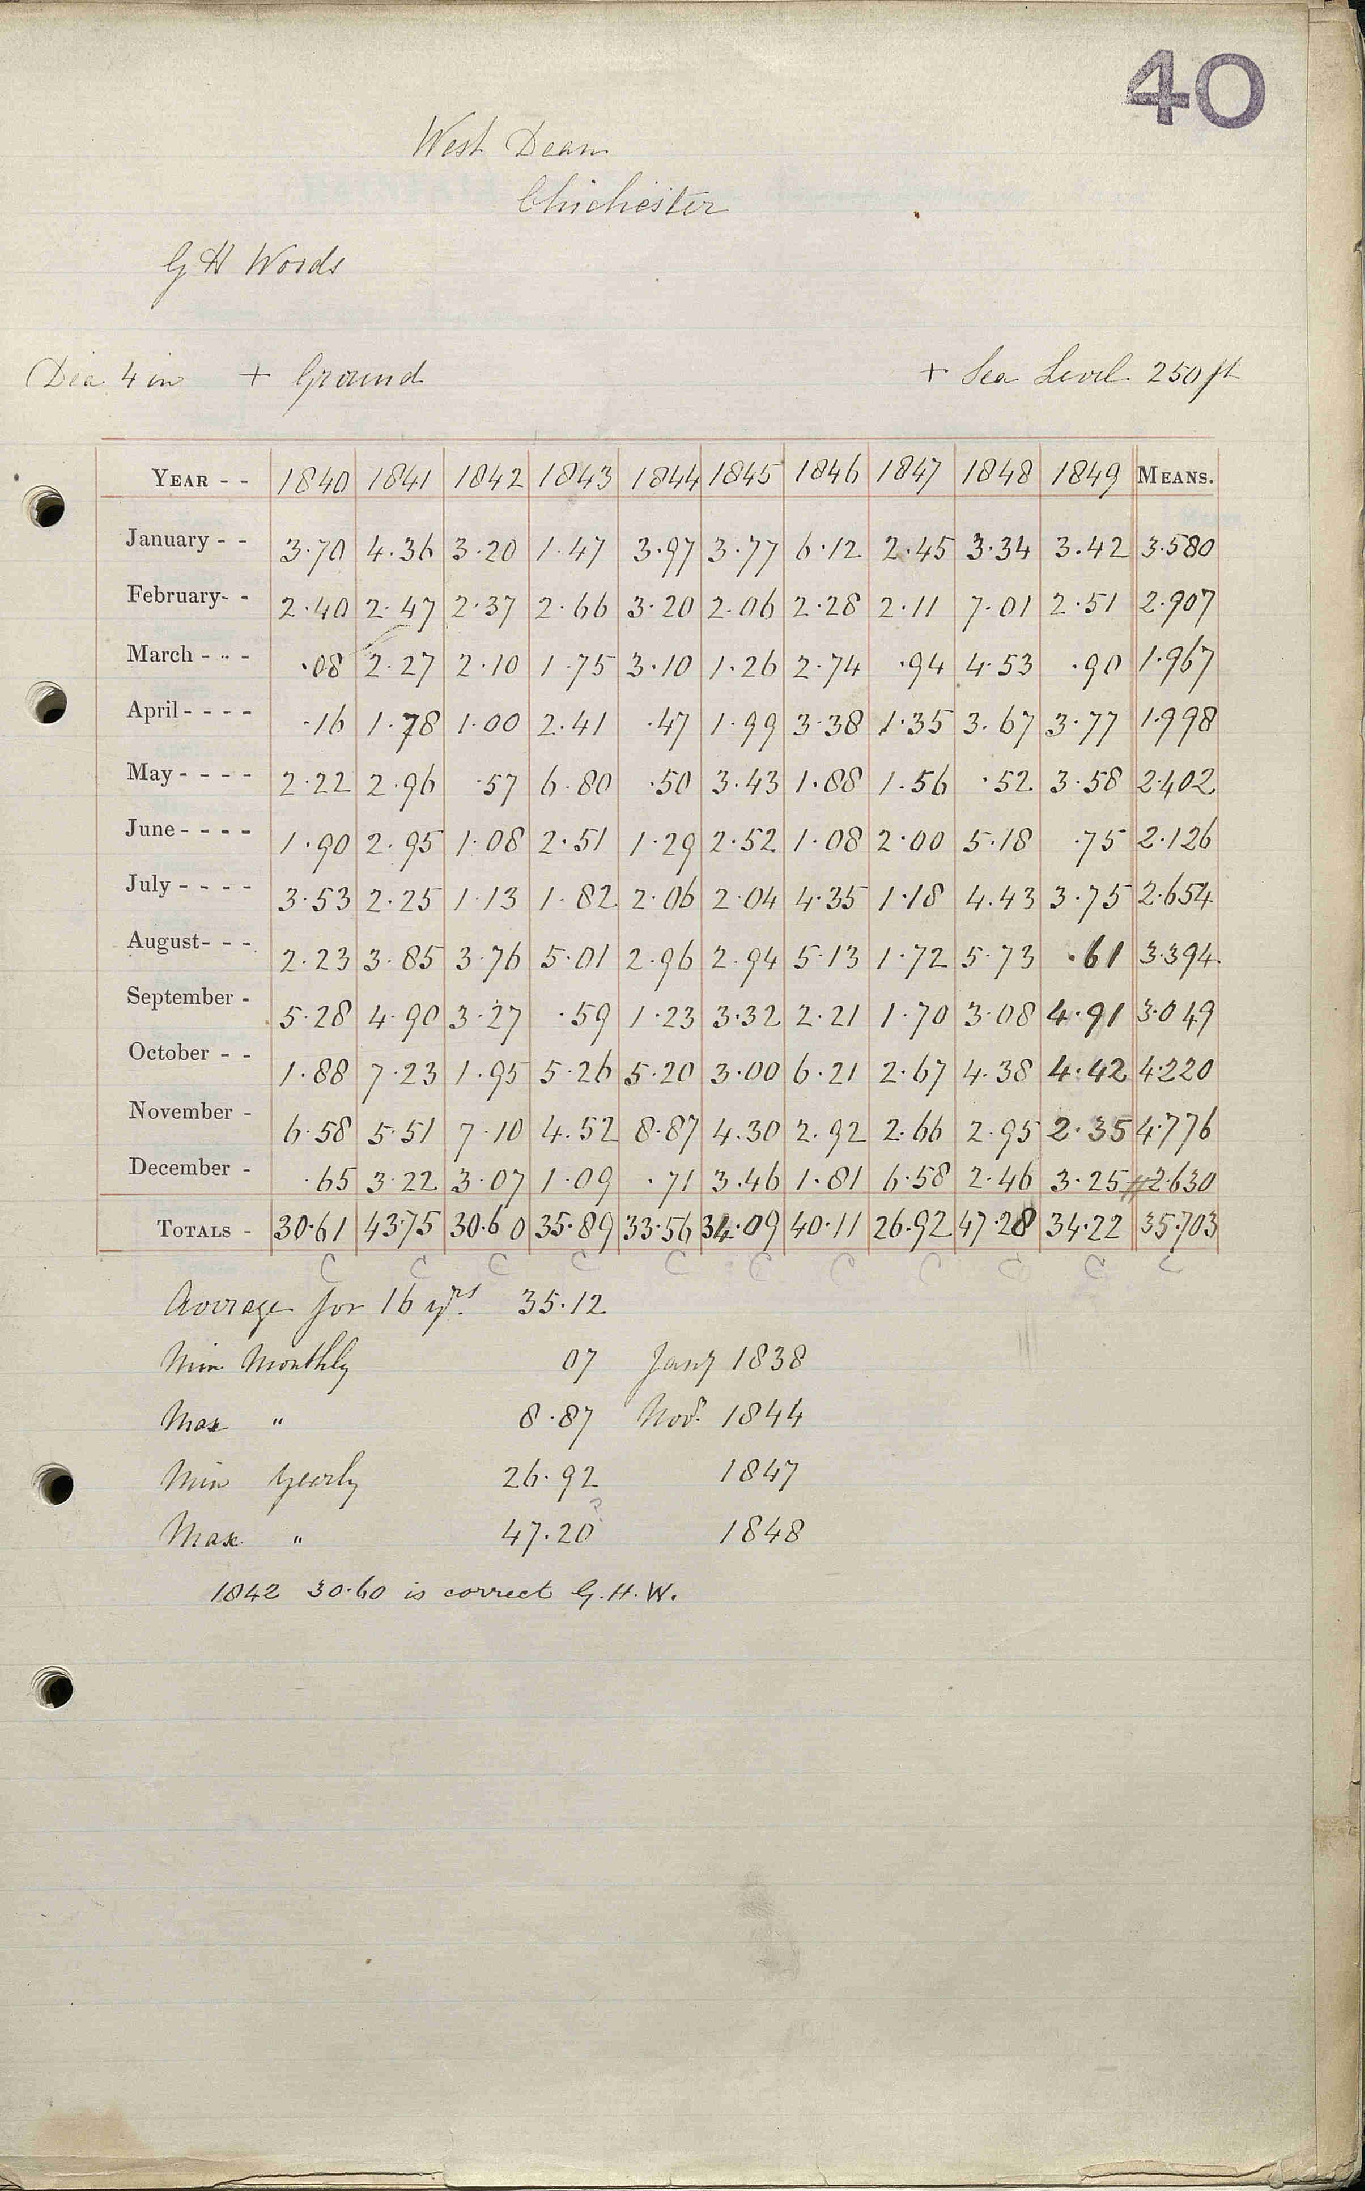 40
West Dean
Chichester
G H Woods
Dia 4 in + Ground + Sea Level 250 ft
YEAR - - 1840 1841 1842 1843 1844 1845 1846 1847 1848 1849 MEANS.
January - - 3.70 4.36 3.20 1.47 3.97 3.77 6.12 2.45 3.34 3.42 3.580
February- - 2.40 2.47 2.37 2.66 3.20 2.06 2.28 2.11 7.01 2.51 2.907
March - - - .08 2.27 2.10 1.75 3.10 1.26 2.74 .94 4.53 .90 1.967
April - - - - .16 1.78 1.00 2.41 .47 1.99 3.38 1.35 3.67 3.77 1.998
May - - - - 2.22 2.96 .57 6.80 .50 3.43 1.88 1.56 .52 3.58 2.402
June - - - - 1.90 2.95 1.08 2.51 1.29 2.52 1.08 2.00 5.18 .75 2.126
July - - - - 3.53 2.25 1.13 1.82 2.06 2.04 4.35 1.18 4.43 3.75 2.654
August- - - 2.23 3.85 3.76 5.01 2.96 2.94 5.13 1.72 5.73 .61 3.394
September - 5.28 4.90 3.27 .59 1.23 3.32 2.21 1.70 3.08 4.91 3.049
October - - 1.88 7.23 1.95 5.26 5.20 3.00 6.21 2.67 4.38 4.42 4.220
November - 6.58 5.51 7.10 4.52 8.87 4.30 2.92 2.66 2.95 2.35 4.776
December - .65 3.22 3.07 1.09 .71 3.46 1.81 6.58 2.46 3.25 2.630
TOTALS - 30.61 43.75 30.60 35.89 33.56 34.09 40.11 26.92 47.28 34.22 35.703
C C C C C C C C C C C
Average for 16 yrs. 35.12
Min Monthly 07 Jany 1838
Max " 8.87 Novr. 1844
Min Yearly 26.92 1847
?
Max " 47.20 1848
1842 30.60 is correct G.H.W.